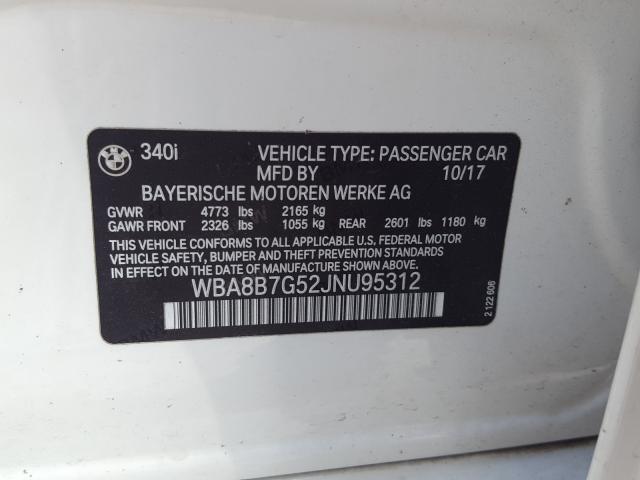 340i VEHICLE TYPE: PASSENGER CAR
MFD BY 10/17
BAYERISCHE MOTOREN WERKE AG
GVWR 4773 lbs 2165 kg
GAWR FRONT 2326 lbs 1055 kg REAR 2601 lbs 1180 kg
THIS VEHICLE CONFORMS TO ALL APPLICABLE U.S. FEDERAL MOTOR
VEHICLE SAFETY, BUMPER AND THEFT PREVENTION STANDARDS
IN EFFECT ON THE DATE OF MANUFACTURE SHOWN ABOVE.
WBA8B7G52JNU95312
2 122 606